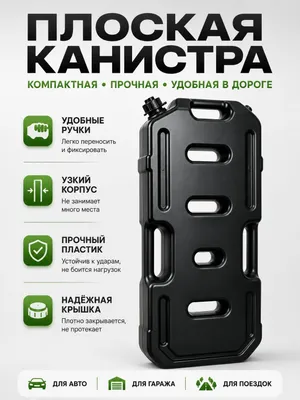 ПЛОСКАЯ
КАНИСТРА
КОМПАКТНАЯ • ПРОЧНАЯ • УДОБНАЯ В ДОРОГЕ
УДОБНЫЕ
РУЧКИ
Легко переносить
и фиксировать
УЗКИЙ
КОРПУС
Не занимает
много места
ПРОЧНЫЙ
ПЛАСТИК
Устойчив к ударам,
не боится нагрузок
НАДЁЖНАЯ
КРЫШКА
Плотно закрывается,
не протекает
ДЛЯ АВТО
ДЛЯ ГАРАЖА
ДЛЯ ПОЕЗДОК